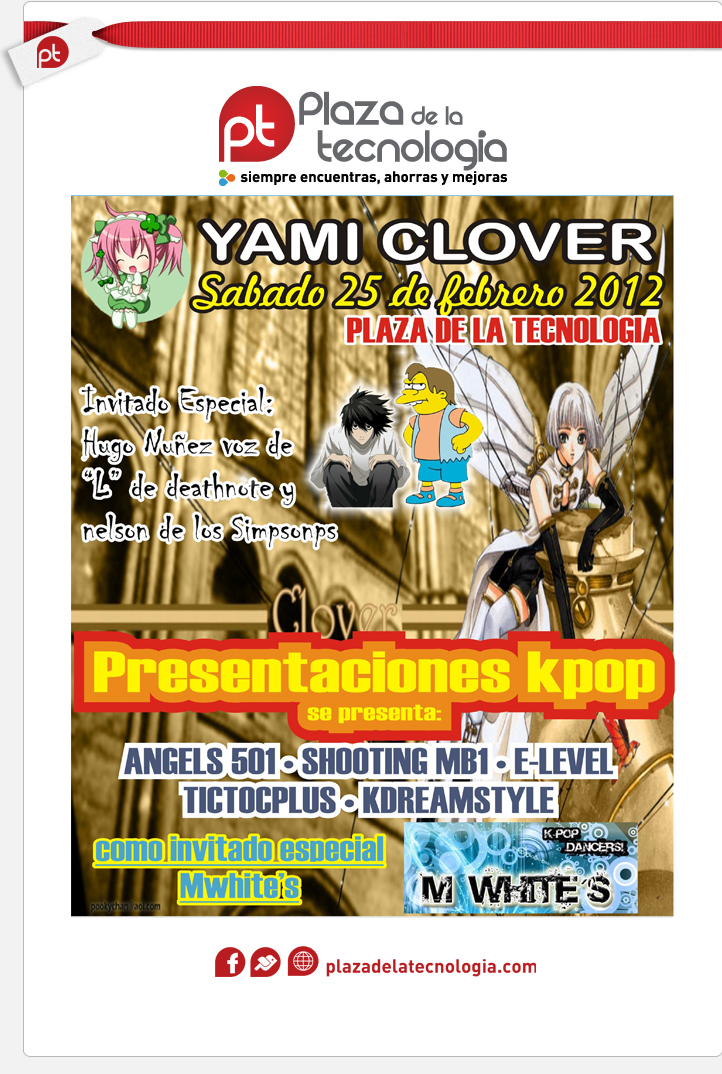 pt
pt Plaza de la
tecnología
siempre encuentras, ahorras y mejoras
YAMI CLOVER
Sabado 25 de febrero 2012
PLAZA DE LA TECNOLOGIA
Invitado Especial:
Hugo Nuñez voz de
"L" de deathnote y
nelson de los Simpsonps
Clover
Presentaciones kpop
se presenta:
ANGELS 501 • SHOOTING MB1 • E-LEVEL
TICTOCPLUS • KDREAMSTYLE
como invitado especial
Mwhite's
K-POP
DANCERS!
M WHITE'S
plazadelatecnologia.com